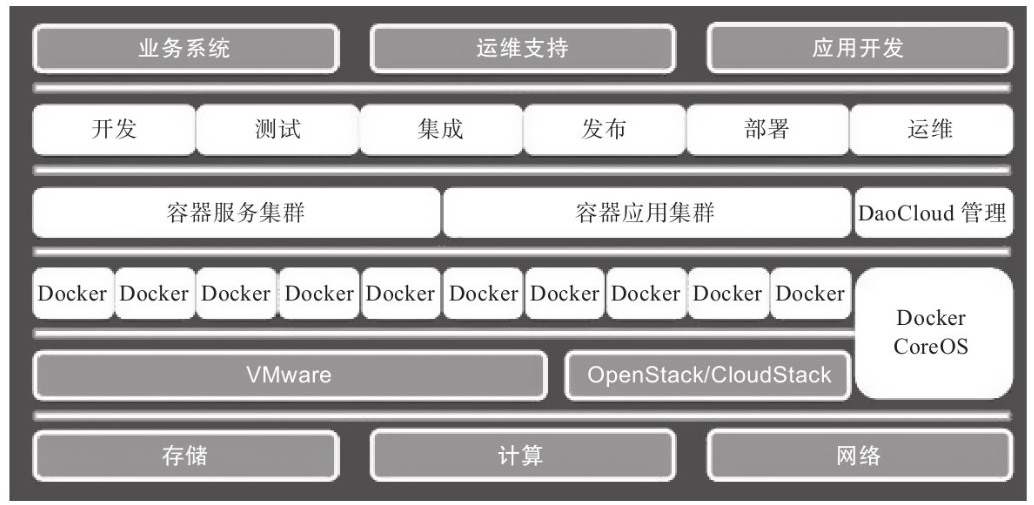 业务系统 运维支持 应用开发
开发 测试 集成 发布 部署 运维
容器服务集群 容器应用集群 DaoCloud 管理
Docker Docker Docker Docker Docker Docker Docker Docker Docker Docker
Docker
CoreOS
VMware OpenStack/CloudStack
存储 计算 网络